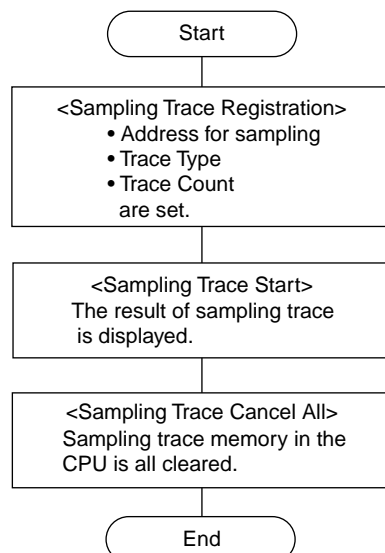 Start
<Sampling Trace Registration>
• Address for sampling
• Trace Type
• Trace Count
are set.
<Sampling Trace Start>
The result of sampling trace
is displayed.
<Sampling Trace Cancel All>
Sampling trace memory in the
CPU is all cleared.
End